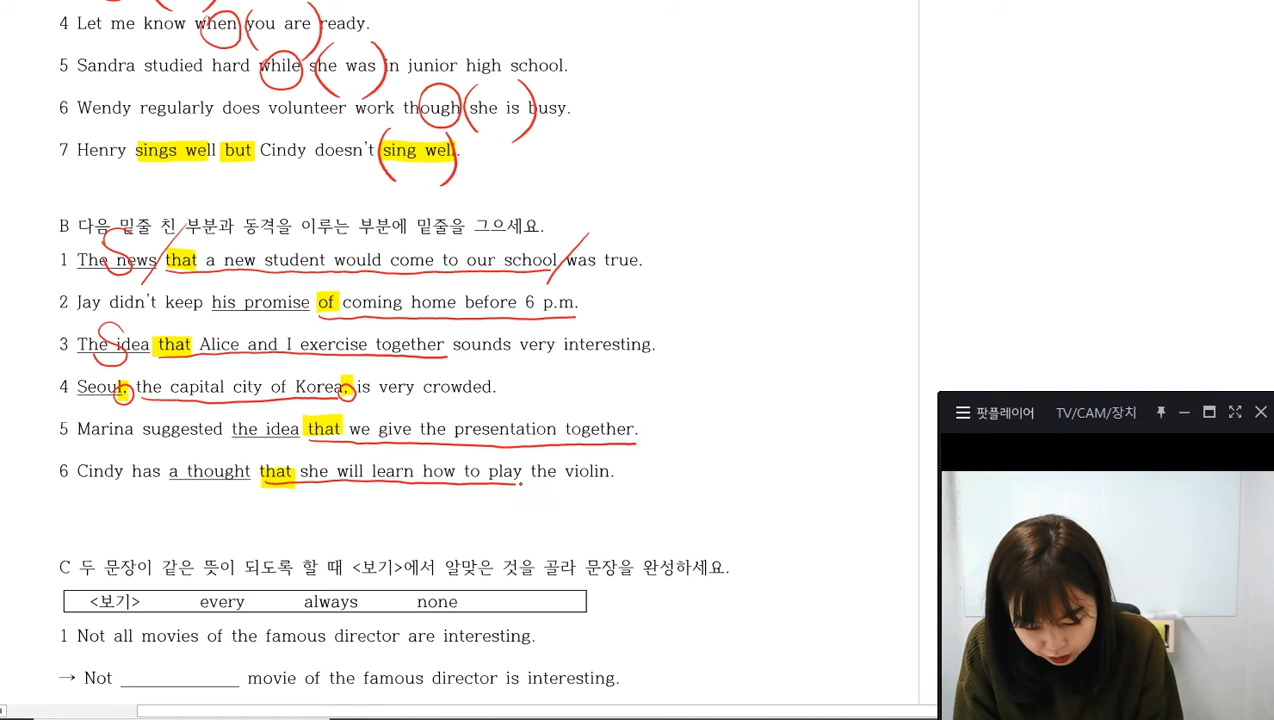 4 Let me know when you are ready.
5 Sandra studied hard while she was in junior high school.
6 Wendy regularly does volunteer work though she is busy.
7 Henry sings well but Cindy doesn't sing well.
B 다음 밑줄 친 부분과 동격을 이루는 부분에 밑줄을 그으세요.
S
1 The news that a new student would come to our school was true.
2 Jay didn't keep his promise of coming home before 6 p.m.
S
3 The idea that Alice and I exercise together sounds very interesting.
4 Seoul, the capital city of Korea, is very crowded.
5 Marina suggested the idea that we give the presentation together.
6 Cindy has a thought that she will learn how to play the violin.
C 두 문장이 같은 뜻이 되도록 할 때 <보기>에서 알맞은 것을 골라 문장을 완성하세요.
<보기> every always none
1 Not all movies of the famous director are interesting.
→ Not ____________ movie of the famous director is interesting.
팟플레이어 TV/CAM/장치